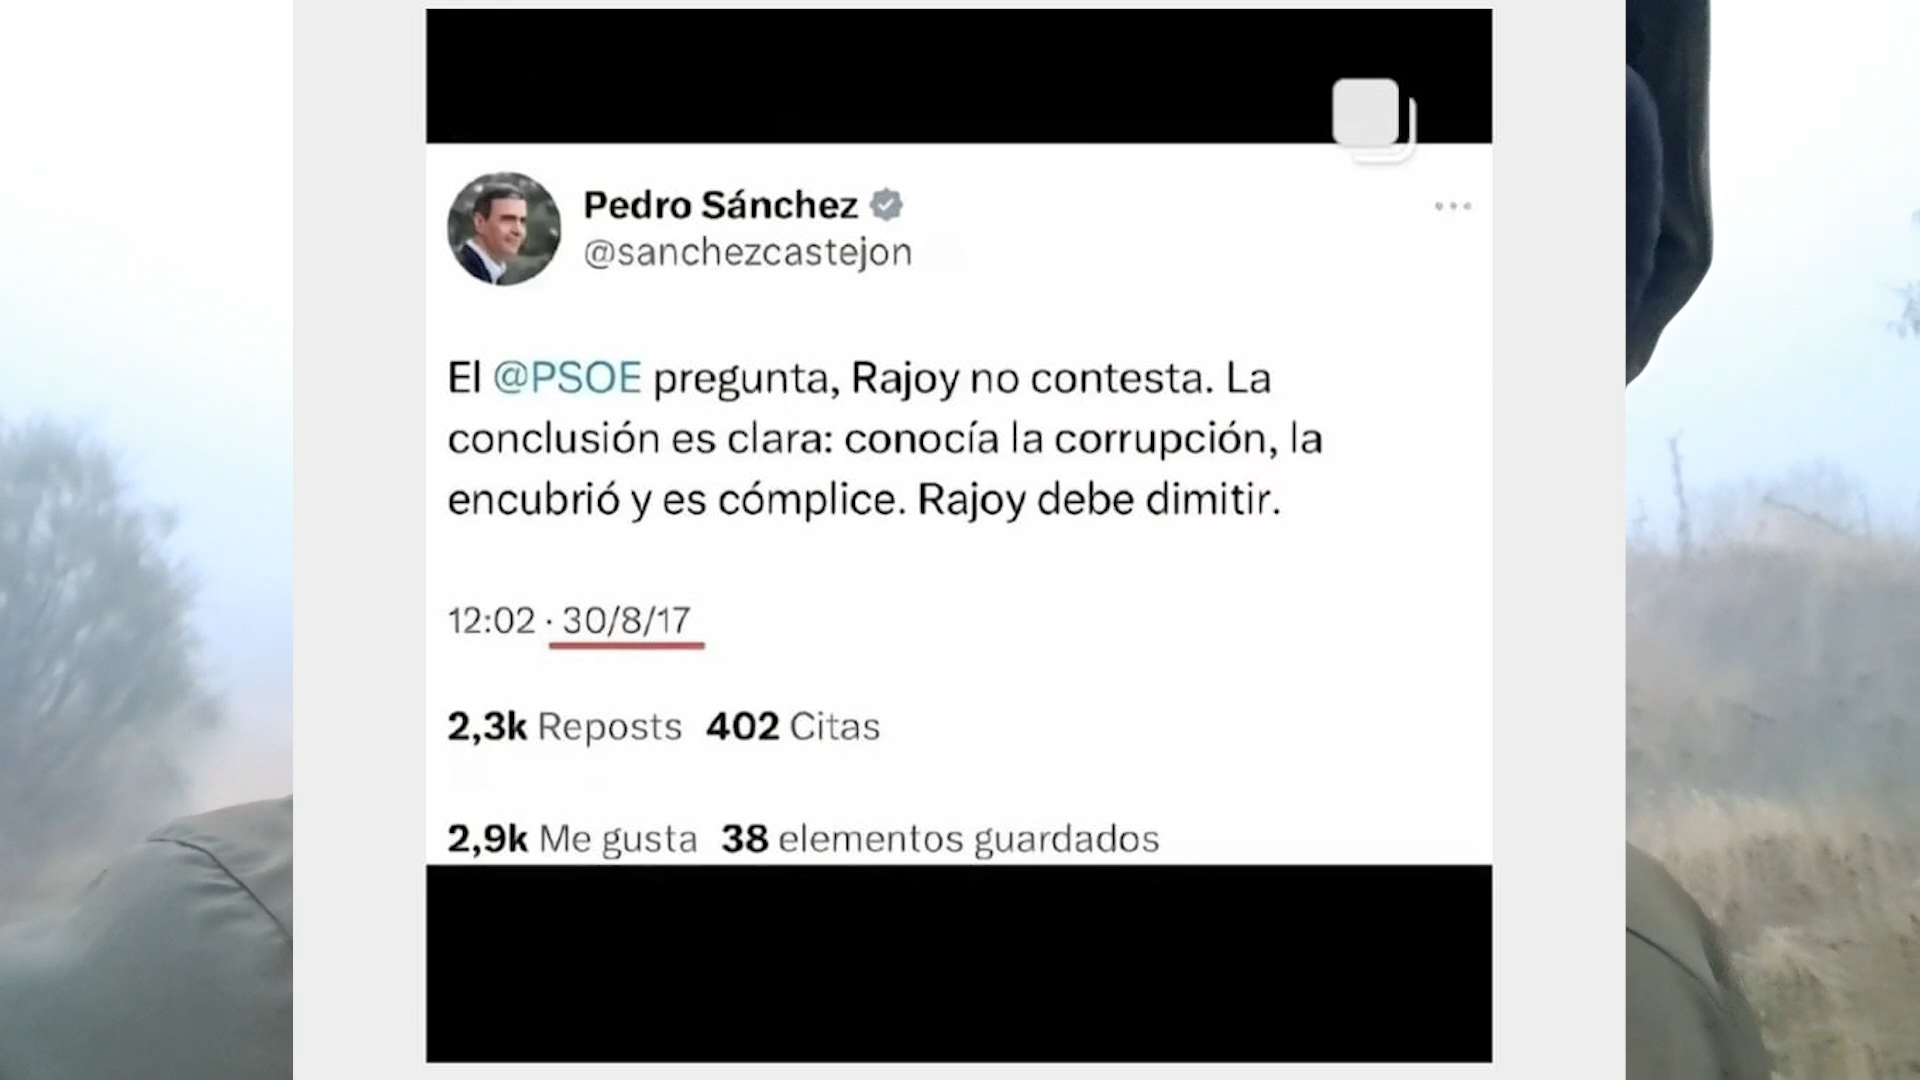 Pedro Sánchez
@sanchezcastejon
El @PSOE pregunta, Rajoy no contesta. La
conclusión es clara: conocía la corrupción, la
encubrió y es cómplice. Rajoy debe dimitir.
12:02 · 30/8/17
2,3k Reposts 402 Citas
2,9k Me gusta 38 elementos guardados